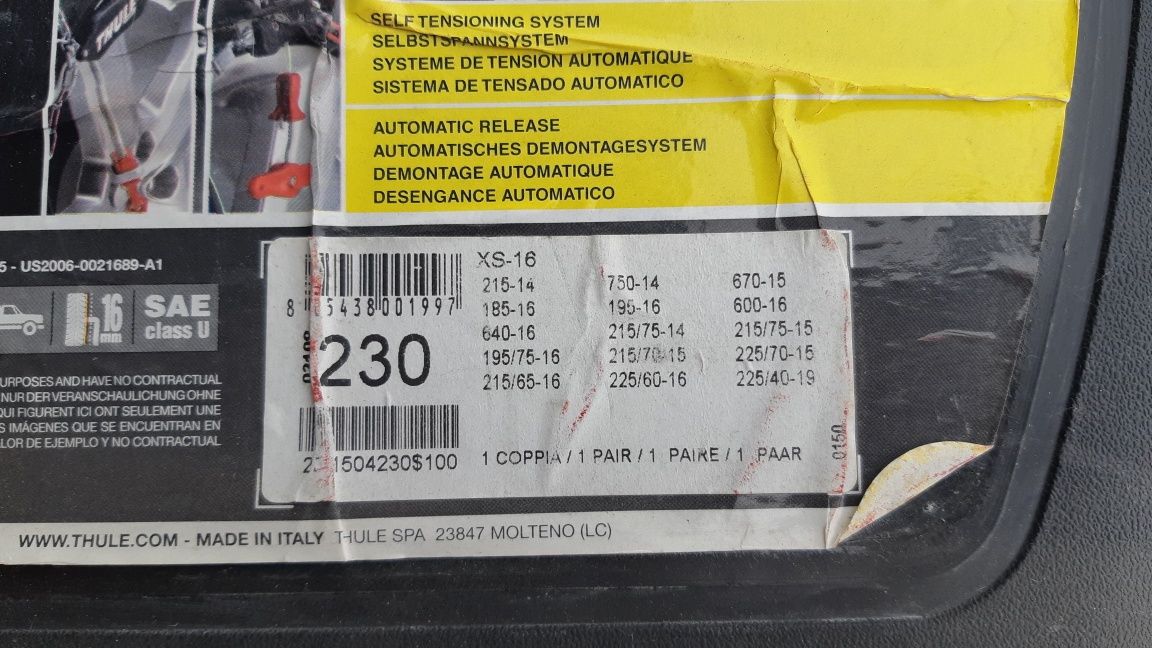 THULE
SELF TENSIONING SYSTEM
SELBSTSPANNSYSTEM
SYSTEME DE TENSION AUTOMATIQUE
SISTEMA DE TENSADO AUTOMATICO
AUTOMATIC RELEASE
AUTOMATISCHES DEMONTAGESYSTEM
DEMONTAGE AUTOMATIQUE
DESENGANCE AUTOMATICO
5 - US2006-0021689-A1
16 mm
SAE
class U
URPOSES AND HAVE NO CONTRACTUAL
NUR DER VERANSCHAULICHUNG OHNE
QUI FIGURENT ICI ONT SEULEMENT UNE
S IMÁGENES QUE SE ENCUENTRAN EN
LOR DE EJEMPLO Y NO CONTRACTUAL
XS-16
215-14 750-14 670-15
185-16 195-16 600-16
640-16 215/75-14 215/75-15
195/75-16 215/70-15 225/70-15
215/65-16 225/60-16 225/40-19
5438 001997
230
1504230$100
1 COPPIA / 1 PAIR / 1 PAIRE / 1 PAAR
0150
WWW.THULE.COM - MADE IN ITALY THULE SPA 23847 MOLTENO (LC)